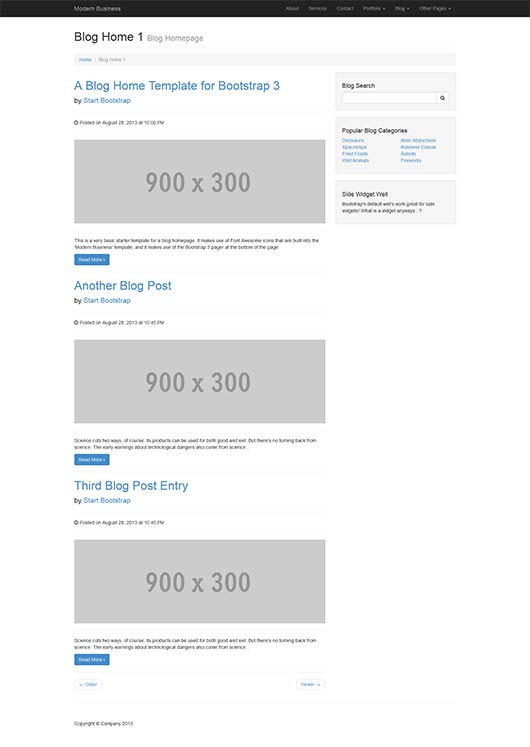 Modern Business About Services Contact Portfolio Blog Other Pages
Blog Home 1 Blog Homepage
Home / Blog Home 1
A Blog Home Template for Bootstrap 3
by Start Bootstrap
Posted on August 28, 2013 at 10:00 PM
900 x 300
This is a very basic starter template for a blog homepage. It makes use of Font Awesome icons that are built into the
'Modern Business' template, and it makes use of the Bootstrap 3 pager at the bottom of the page.
Read More >
Another Blog Post
by Start Bootstrap
Posted on August 28, 2013 at 10:45 PM
900 x 300
Science cuts two ways, of course; its products can be used for both good and evil. But there's no turning back from
science. The early warnings about technological dangers also come from science.
Read More >
Third Blog Post Entry
by Start Bootstrap
Posted on August 28, 2013 at 10:45 PM
900 x 300
Science cuts two ways, of course; its products can be used for both good and evil. But there's no turning back from
science. The early warnings about technological dangers also come from science.
Read More >
← Older
Newer →
Blog Search
Popular Blog Categories
Dinosaurs Alien Abductions
Spaceships Business Casual
Fried Foods Robots
Wild Animals Fireworks
Side Widget Well
Bootstrap's default well's work great for side
widgets! What is a widget anyways...?
Copyright © Company 2013